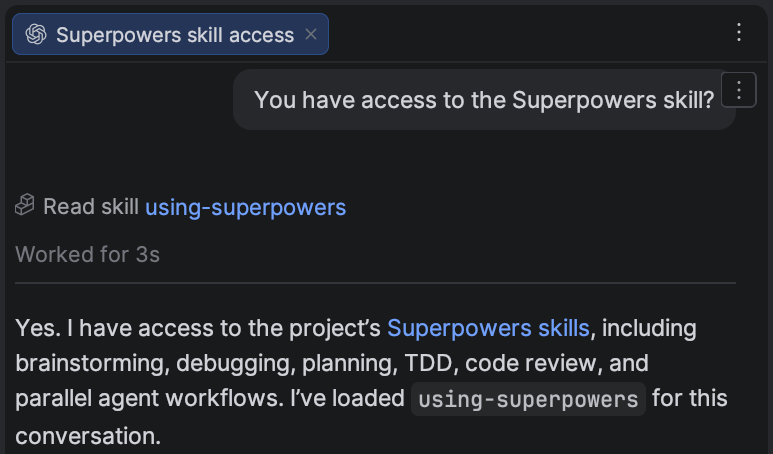 Superpowers skill access
You have access to the Superpowers skill?
Read skill using-superpowers
Worked for 3s
Yes. I have access to the project’s Superpowers skills, including
brainstorming, debugging, planning, TDD, code review, and
parallel agent workflows. I’ve loaded using-superpowers for this
conversation.